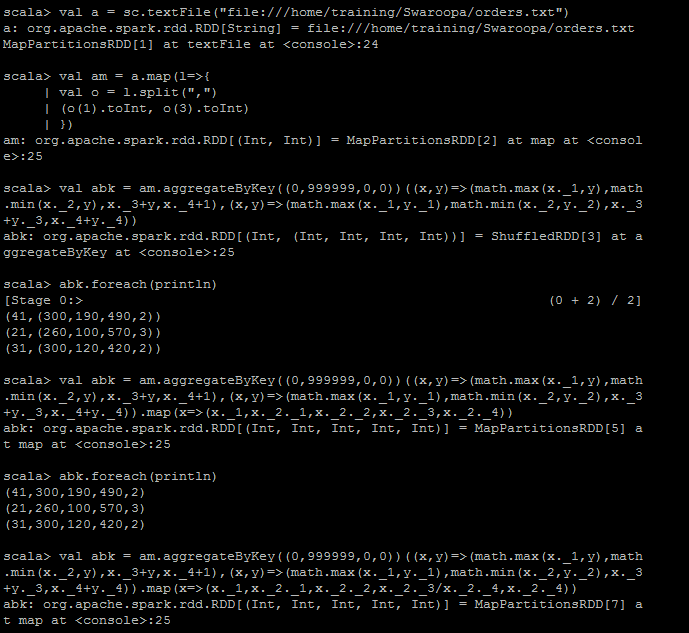 scala> val a = sc.textFile("file:///home/training/Swaroopa/orders.txt")
a: org.apache.spark.rdd.RDD[String] = file:///home/training/Swaroopa/orders.txt
MapPartitionsRDD[1] at textFile at <console>:24
scala> val am = a.map(l=>{
| val o = l.split(",")
| (o(1).toInt, o(3).toInt)
| })
am: org.apache.spark.rdd.RDD[(Int, Int)] = MapPartitionsRDD[2] at map at <consol
e>:25
scala> val abk = am.aggregateByKey((0,999999,0,0))((x,y)=>(math.max(x._1,y),math
.min(x._2,y),x._3+y,x._4+1),(x,y)=>(math.max(x._1,y._1),math.min(x._2,y._2),x._3
+y._3,x._4+y._4))
abk: org.apache.spark.rdd.RDD[(Int, (Int, Int, Int, Int))] = ShuffledRDD[3] at a
ggregateByKey at <console>:25
scala> abk.foreach(println)
[Stage 0:> (0 + 2) / 2]
(41,(300,190,490,2))
(21,(260,100,570,3))
(31,(300,120,420,2))
scala> val abk = am.aggregateByKey((0,999999,0,0))((x,y)=>(math.max(x._1,y),math
.min(x._2,y),x._3+y,x._4+1),(x,y)=>(math.max(x._1,y._1),math.min(x._2,y._2),x._3
+y._3,x._4+y._4)).map(x=>(x._1,x._2._1,x._2._2,x._2._3,x._2._4))
abk: org.apache.spark.rdd.RDD[(Int, Int, Int, Int, Int)] = MapPartitionsRDD[5] a
t map at <console>:25
scala> abk.foreach(println)
(41,300,190,490,2)
(21,260,100,570,3)
(31,300,120,420,2)
scala> val abk = am.aggregateByKey((0,999999,0,0))((x,y)=>(math.max(x._1,y),math
.min(x._2,y),x._3+y,x._4+1),(x,y)=>(math.max(x._1,y._1),math.min(x._2,y._2),x._3
+y._3,x._4+y._4)).map(x=>(x._1,x._2._1,x._2._2,x._2._3/x._2._4,x._2._4))
abk: org.apache.spark.rdd.RDD[(Int, Int, Int, Int, Int)] = MapPartitionsRDD[7] a
t map at <console>:25